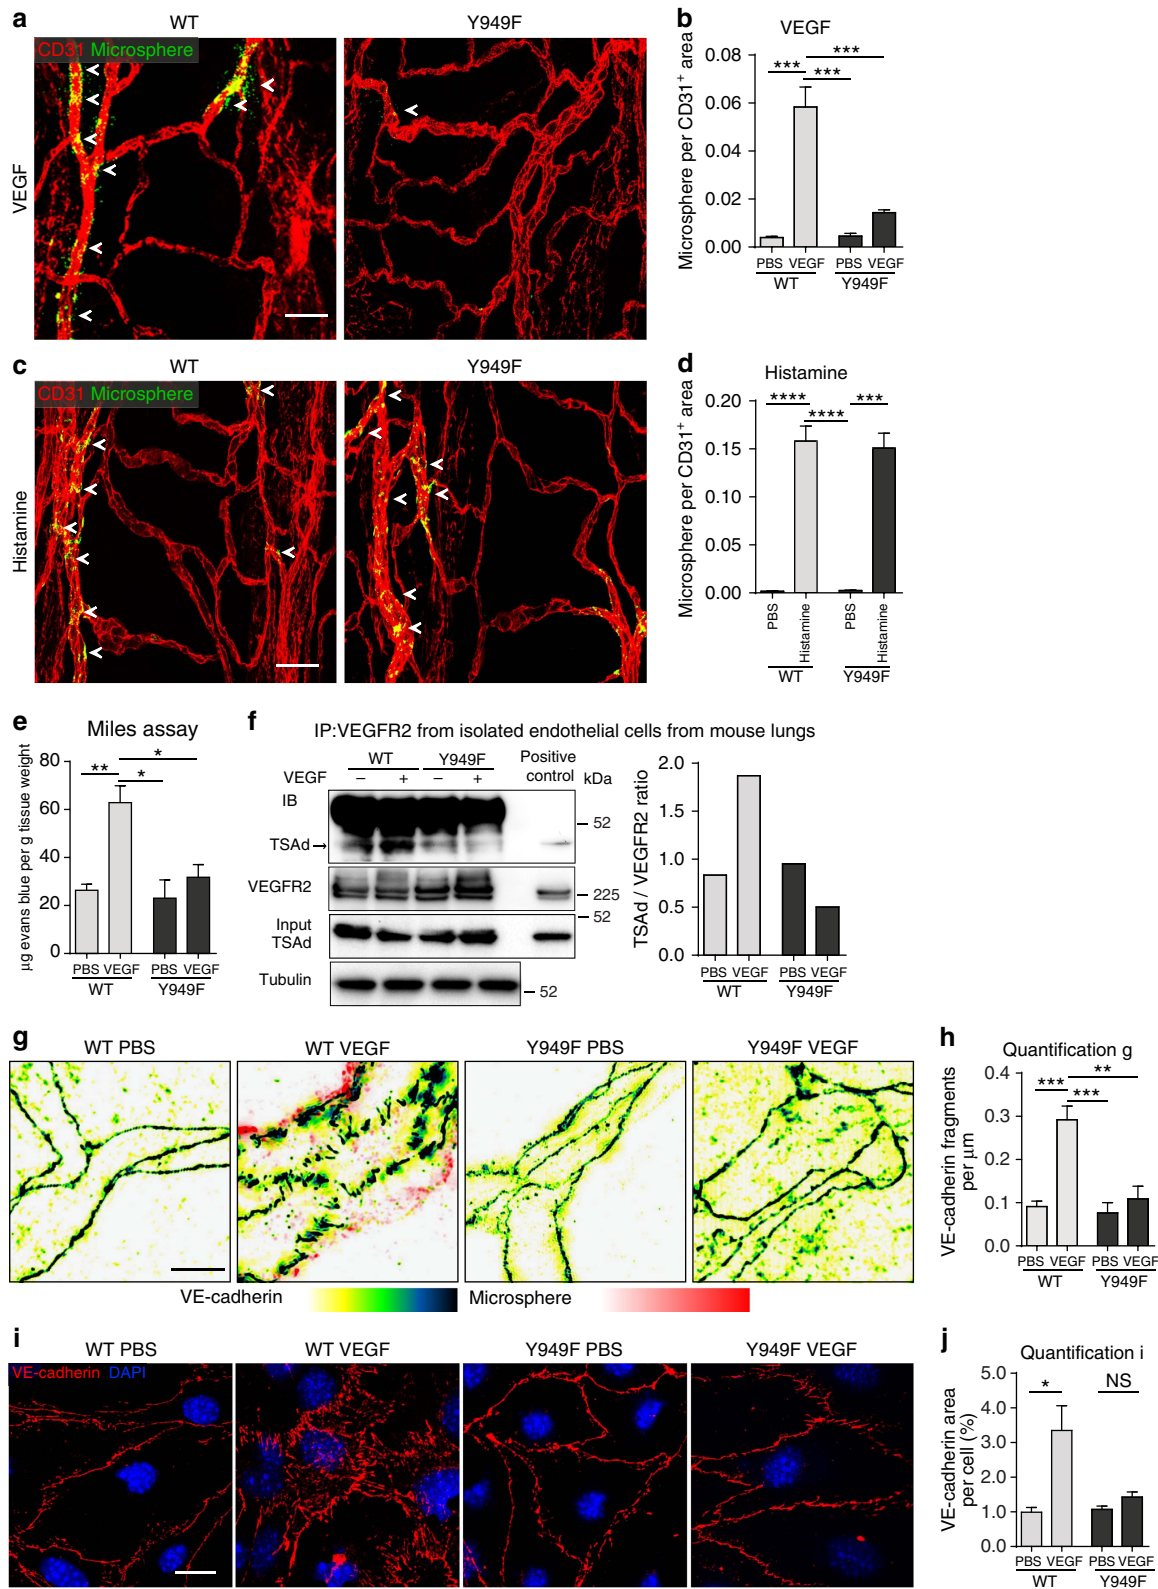 a
WT
Y949F
CD31 Microsphere
VEGF
b
VEGF
Microsphere per CD31+ area
0.08
0.06
0.04
0.02
0.00
***
***
***
PBS VEGF PBS VEGF
WT Y949F
c
WT
Y949F
CD31 Microsphere
Histamine
d
Histamine
Microsphere per CD31+ area
0.20
0.15
0.10
0.05
0.00
**** ***
****
PBS Histamine PBS Histamine
WT Y949F
e
Miles assay
µg evans blue per g tissue weight
80
60
40
20
0
*
** *
PBS VEGF PBS VEGF
WT Y949F
f
IP:VEGFR2 from isolated endothelial cells from mouse lungs
WT Y949F Positive control kDa
VEGF – + – +
IB
52
TSAd→
VEGFR2
225
52
Input TSAd
Tubulin
52
TSAd / VEGFR2 ratio
2.0
1.5
1.0
0.5
0.0
PBS VEGF PBS VEGF
WT Y949F
g
WT PBS
WT VEGF
Y949F PBS
Y949F VEGF
VE-cadherin
Microsphere
h
Quantification g
VE-cadherin fragments per µm
0.4
0.3
0.2
0.1
0.0
**
*** ***
PBS VEGF PBS VEGF
WT Y949F
i
WT PBS
WT VEGF
Y949F PBS
Y949F VEGF
VE-cadherin DAPI
j
Quantification i
VE-cadherin area per cell (%)
5.0
4.0
3.0
2.0
1.0
0.0
* NS
PBS VEGF PBS VEGF
WT Y949F